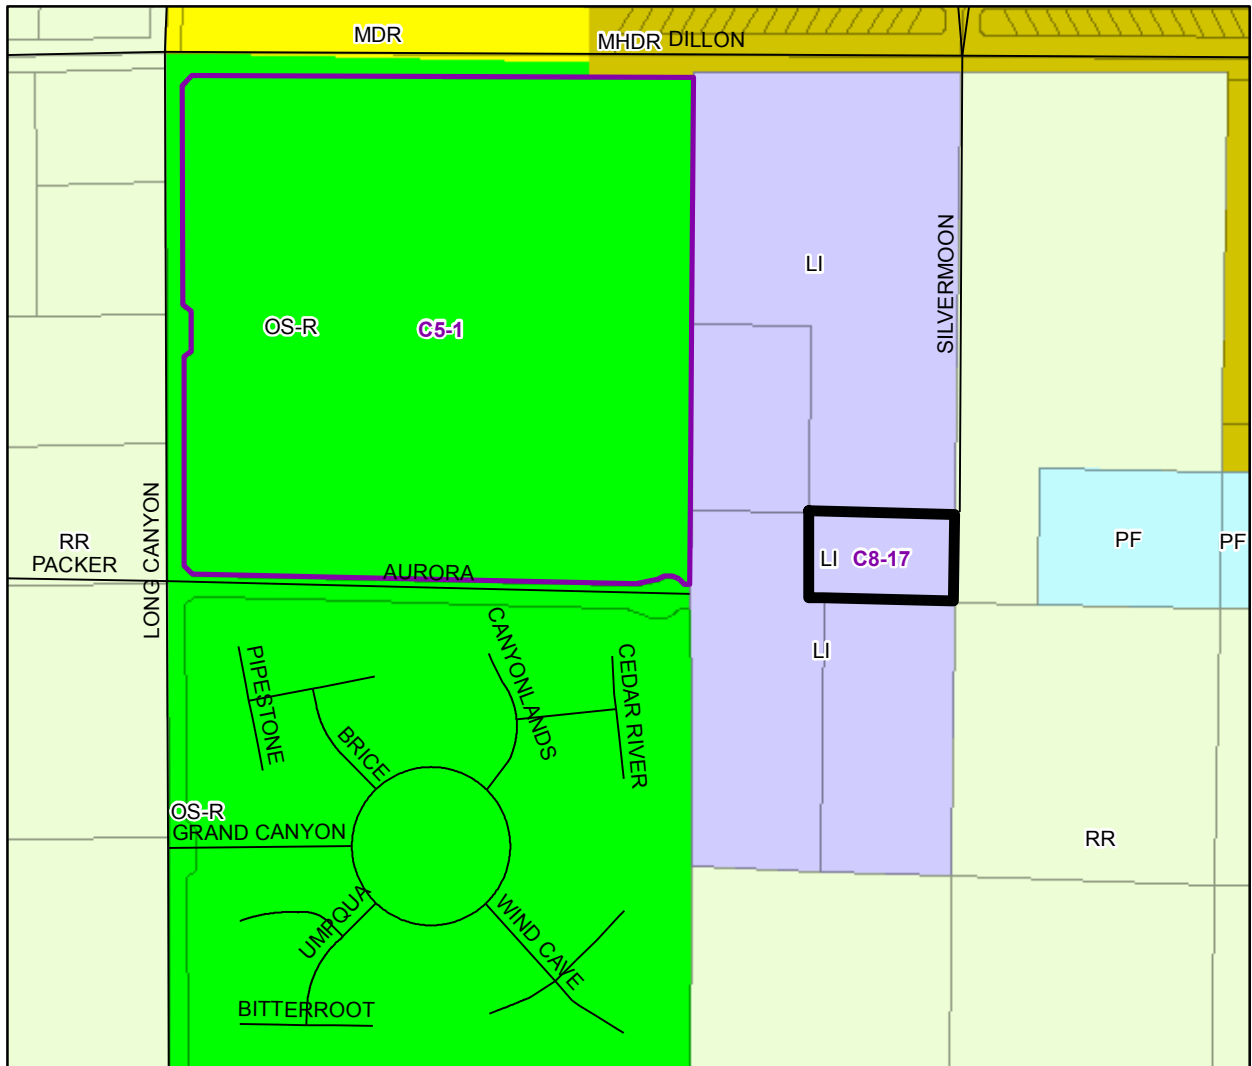 MDR
MHDR DILLON
LI
SILVERMOON
OS-R
C5-1
LONG CANYON
RR
PACKER
LI
C8-17
PF
PF
AURORA
LI
PIPESTONE
BRICE
CANYONLANDS
CEDAR RIVER
OS-R
GRAND CANYON
RR
UMPQUA
WIND CAVE
BITTERROOT